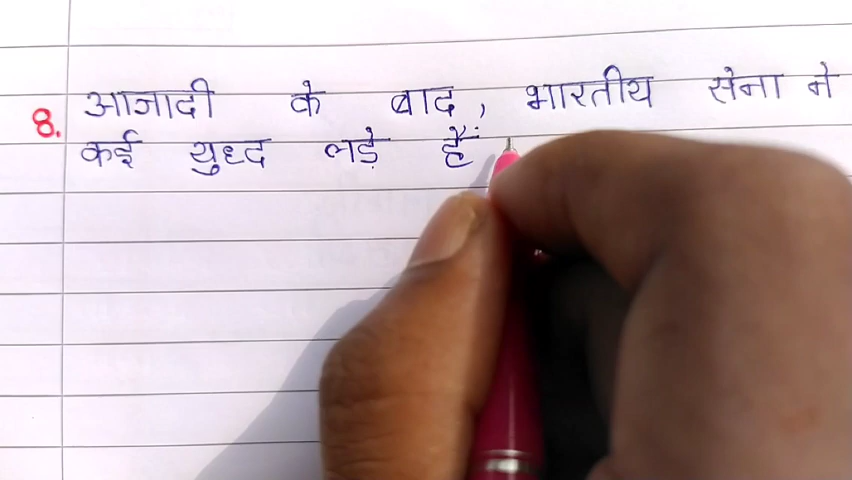 8. आजादी के बाद, भारतीय सेना ने
कई युध्द लड़े हैं